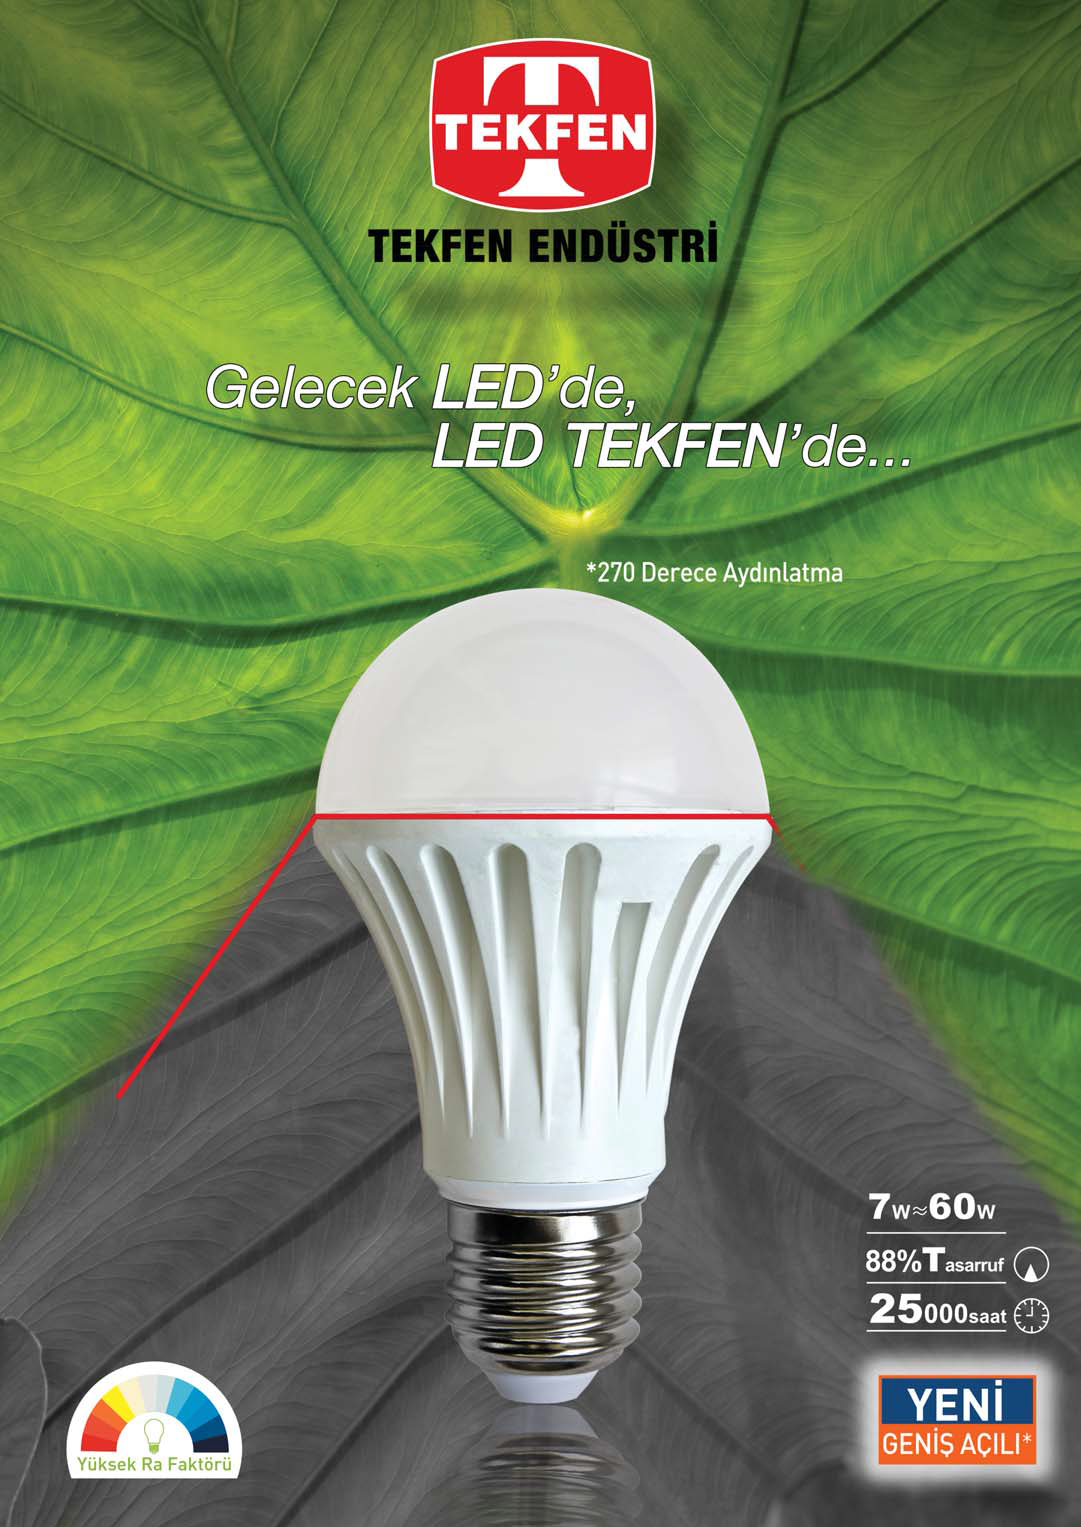 TEKFEN
TEKFEN ENDÜSTRİ
Gelecek LED'de,
LED TEKFEN'de...
*270 Derece Aydınlatma
7w≈60w
88%Tasarruf
25000saat
YENİ
GENİŞ AÇILI*
Yüksek Ra Faktörü